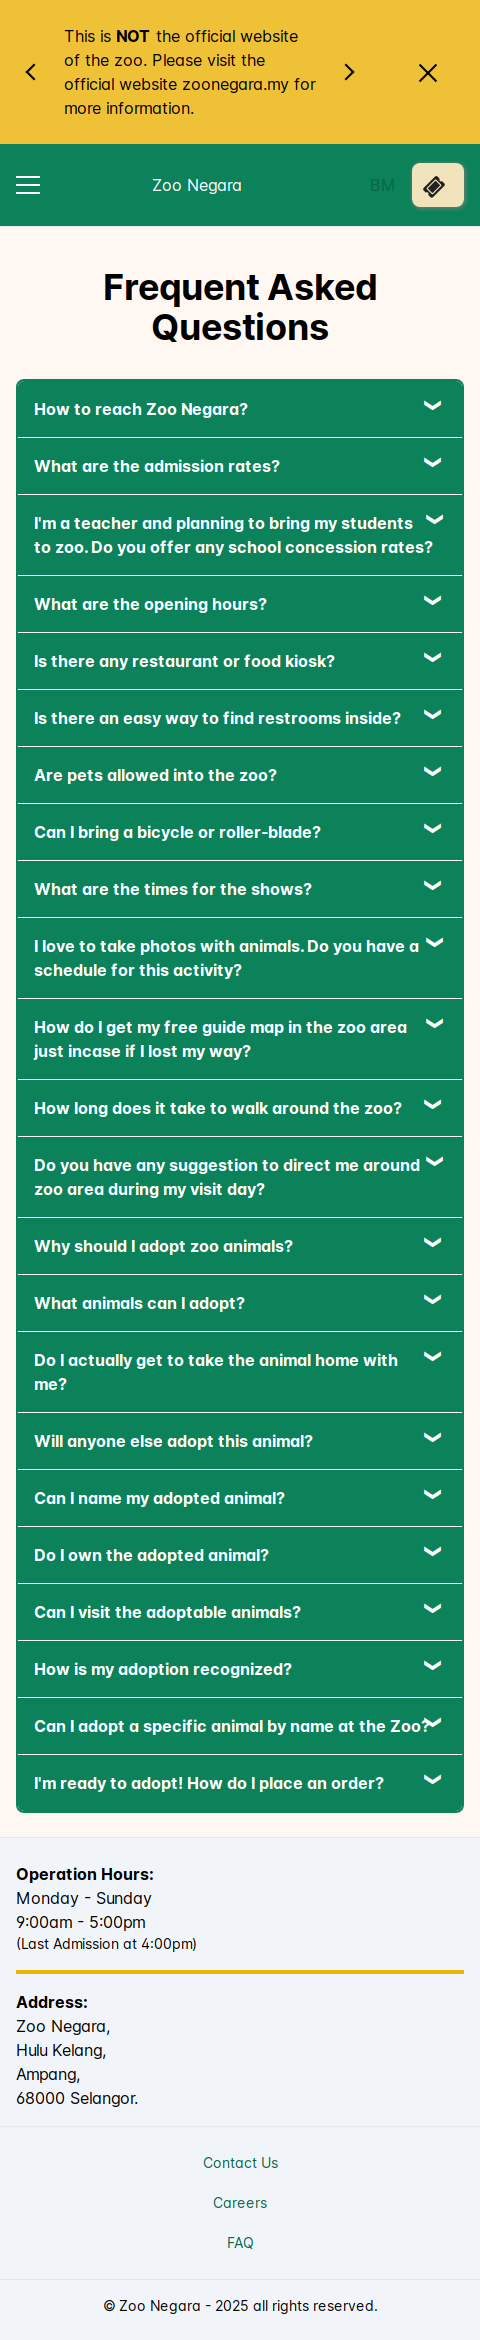 This is NOT the official website
of the zoo. Please visit the
official website zoonegara.my for
more information.
Zoo Negara
BM
Frequent Asked
Questions
How to reach Zoo Negara?
What are the admission rates?
I'm a teacher and planning to bring my students
to zoo. Do you offer any school concession rates?
What are the opening hours?
Is there any restaurant or food kiosk?
Is there an easy way to find restrooms inside?
Are pets allowed into the zoo?
Can I bring a bicycle or roller-blade?
What are the times for the shows?
I love to take photos with animals. Do you have a
schedule for this activity?
How do I get my free guide map in the zoo area
just incase if I lost my way?
How long does it take to walk around the zoo?
Do you have any suggestion to direct me around
zoo area during my visit day?
Why should I adopt zoo animals?
What animals can I adopt?
Do I actually get to take the animal home with
me?
Will anyone else adopt this animal?
Can I name my adopted animal?
Do I own the adopted animal?
Can I visit the adoptable animals?
How is my adoption recognized?
Can I adopt a specific animal by name at the Zoo?
I'm ready to adopt! How do I place an order?
Operation Hours:
Monday - Sunday
9:00am - 5:00pm
(Last Admission at 4:00pm)
Address:
Zoo Negara,
Hulu Kelang,
Ampang,
68000 Selangor.
Contact Us
Careers
FAQ
© Zoo Negara - 2025 all rights reserved.